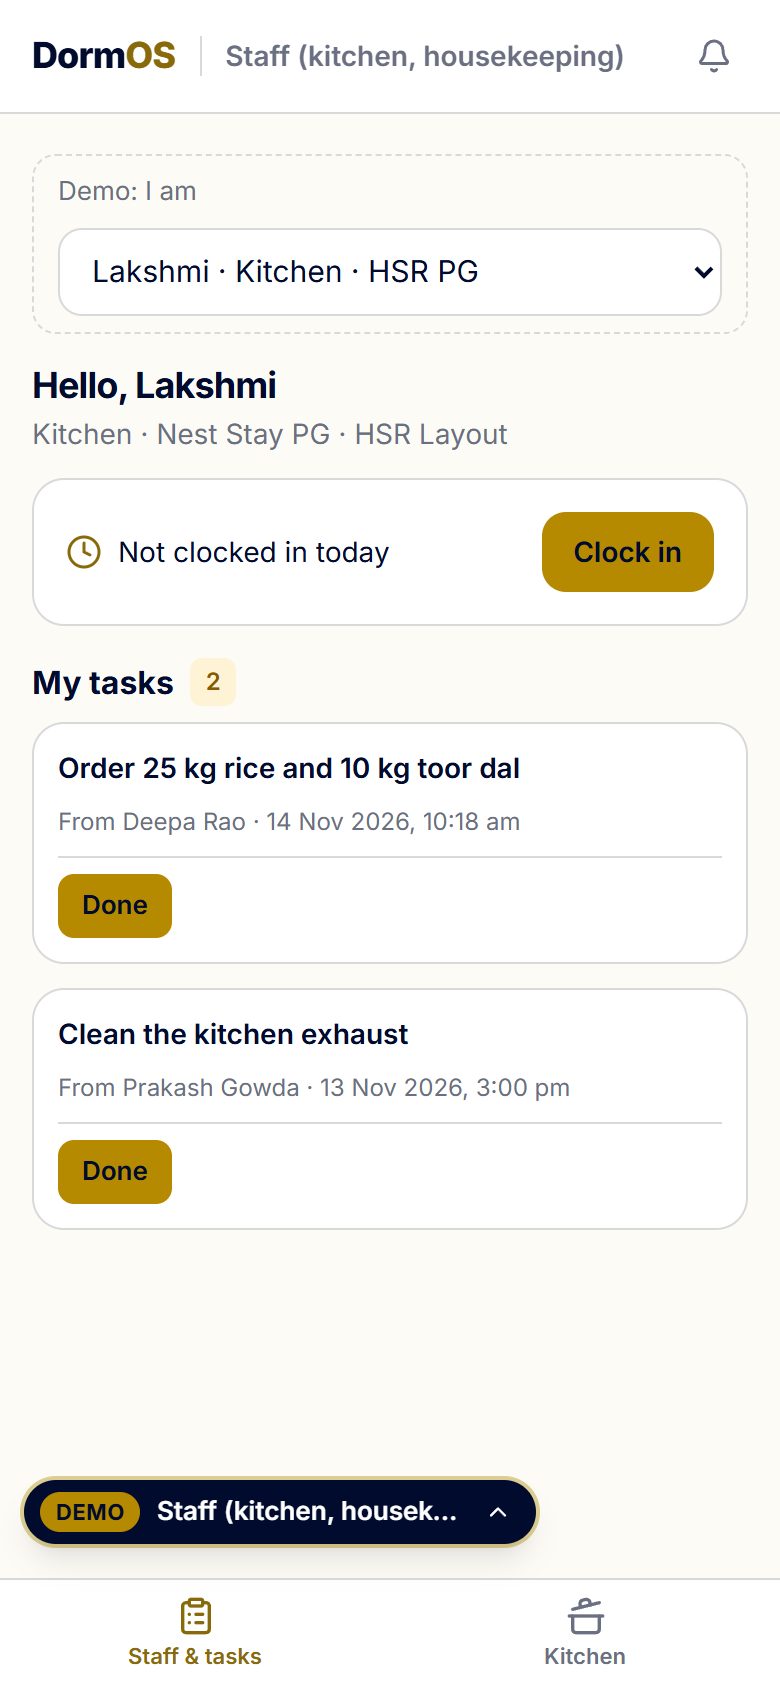 DormOS
Staff (kitchen, housekeeping)
Demo: I am
Lakshmi · Kitchen · HSR PG
Hello, Lakshmi
Kitchen · Nest Stay PG · HSR Layout
Not clocked in today
Clock in
My tasks 2
Order 25 kg rice and 10 kg toor dal
From Deepa Rao · 14 Nov 2026, 10:18 am
Done
Clean the kitchen exhaust
From Prakash Gowda · 13 Nov 2026, 3:00 pm
Done
DEMO Staff (kitchen, housek...
Staff & tasks
Kitchen